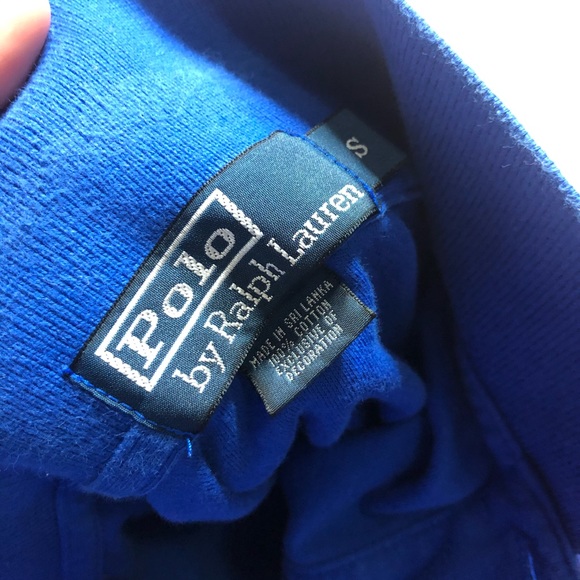 S
Polo
by Ralph Lauren
MADE IN SRI LANKA
100% COTTON
EXCLUSIVE OF
DECORATION